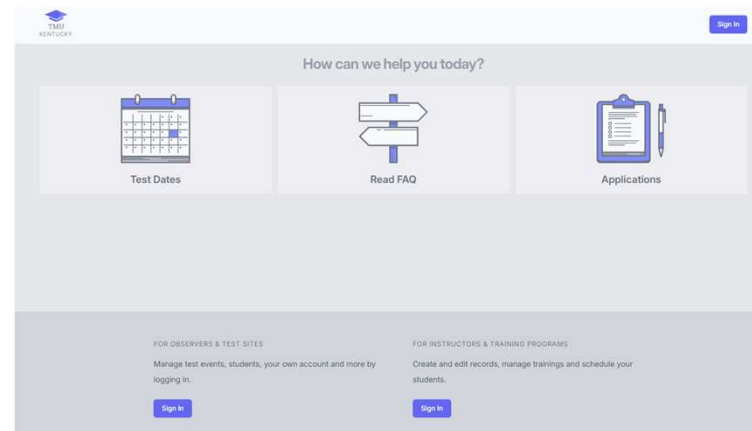 TMU
KENTUCKY
Sign In
How can we help you today?
Test Dates
Read FAQ
Applications
FOR OBSERVERS & TEST SITES
Manage test events, students, your own account and more by
logging in.
Sign In
FOR INSTRUCTORS & TRAINING PROGRAMS
Create and edit records, manage trainings and schedule your
students.
Sign In